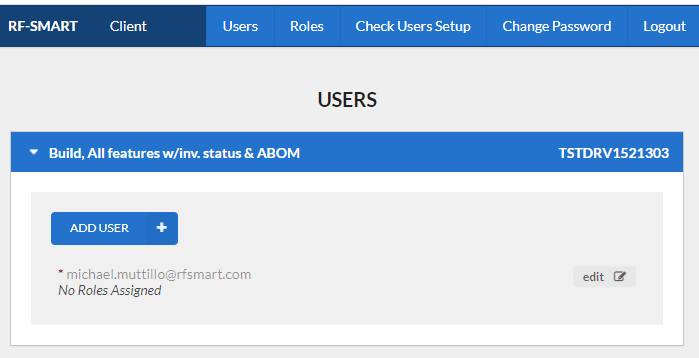 RF-SMART Client Users Roles Check Users Setup Change Password Logout
USERS
Build, All features w/inv. status & ABOM TSTDRV1521303
ADD USER +
* michael.muttillo@rfsmart.com edit
No Roles Assigned